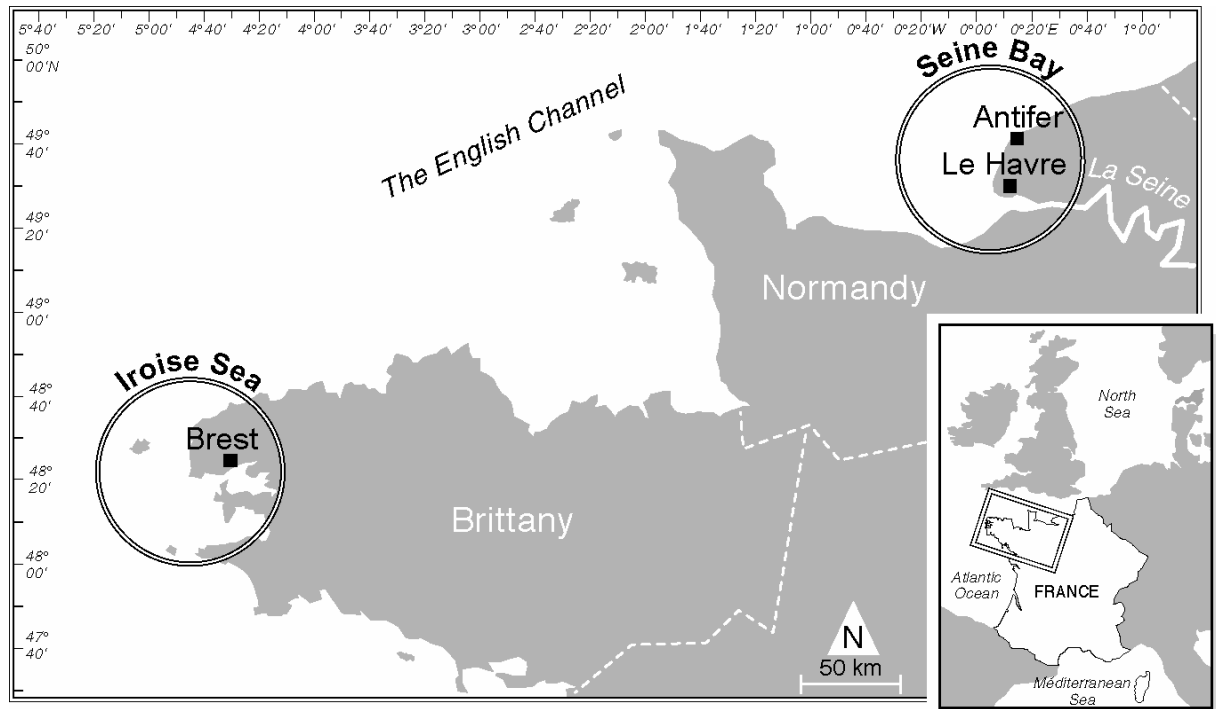 5°40' 5°20' 5°00' 4°40' 4°20' 4°00' 3°40' 3°20' 3°00' 2°40' 2°20' 2°00' 1°40' 1°20' 1°00' 0°40' 0°20'W 0°00' 0°20'E 0°40' 1°00'
50°
00'N
Seine Bay
The English Channel
Antifer
49°
40'
Le Havre
La Seine
49°
20'
Normandy
49°
00'
Iroise Sea
48°
40'
North
Sea
Brest
48°
20'
Brittany
48°
00'
Atlantic
Ocean
FRANCE
N
47°
40'
50 km
Méditerranean
Sea